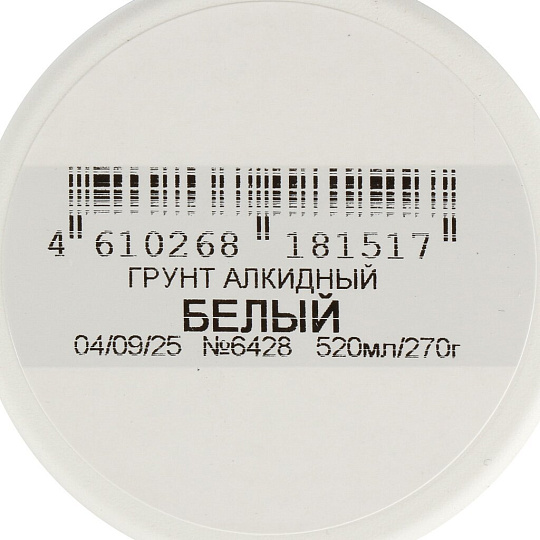 4 610268 181517
ГРУНТ АЛКИДНЫЙ
БЕЛЫЙ
04/09/25 №6428 520мл/270г